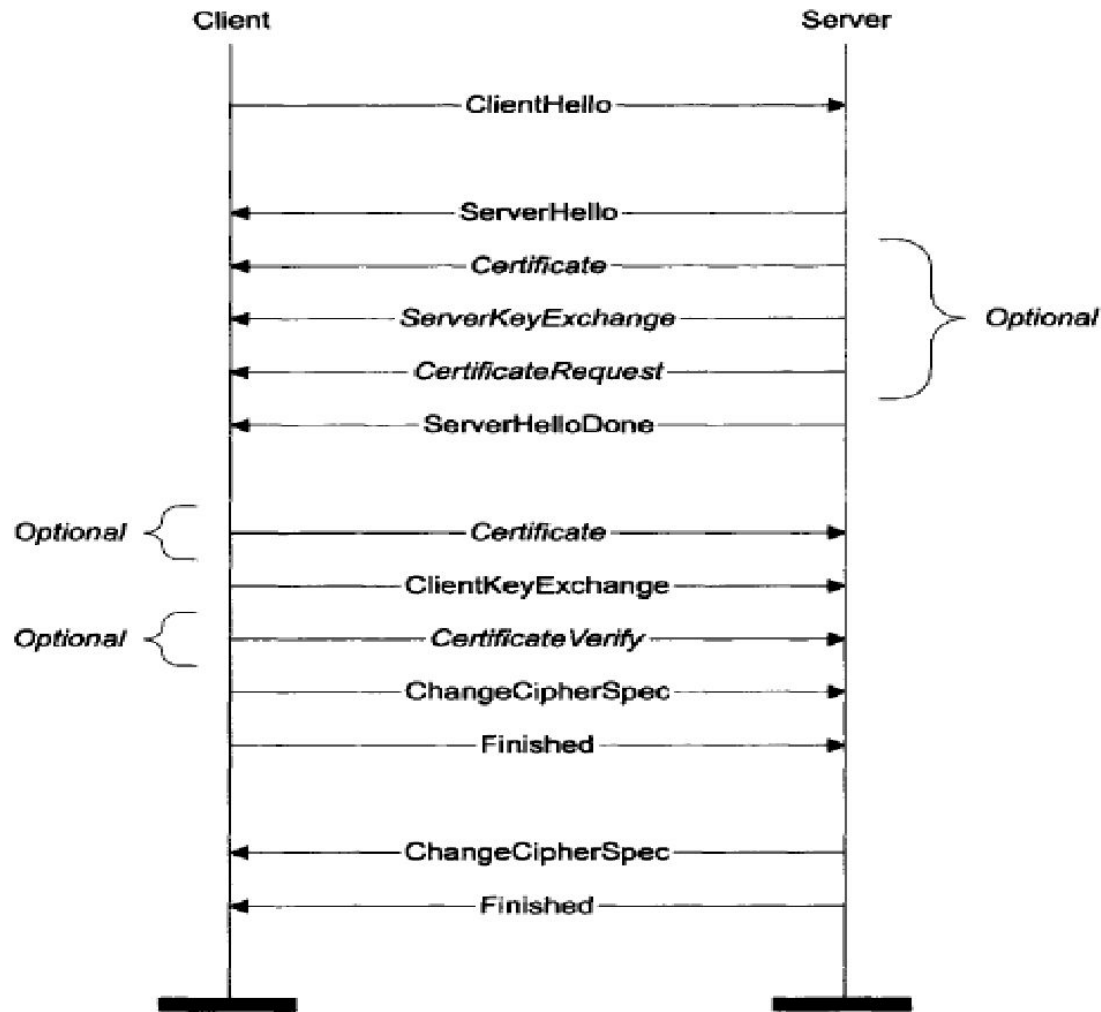 Client
Server
ClientHello
ServerHello
Certificate
ServerKeyExchange
Optional
CertificateRequest
ServerHelloDone
Optional
Certificate
ClientKeyExchange
Optional
CertificateVerify
ChangeCipherSpec
Finished
ChangeCipherSpec
Finished